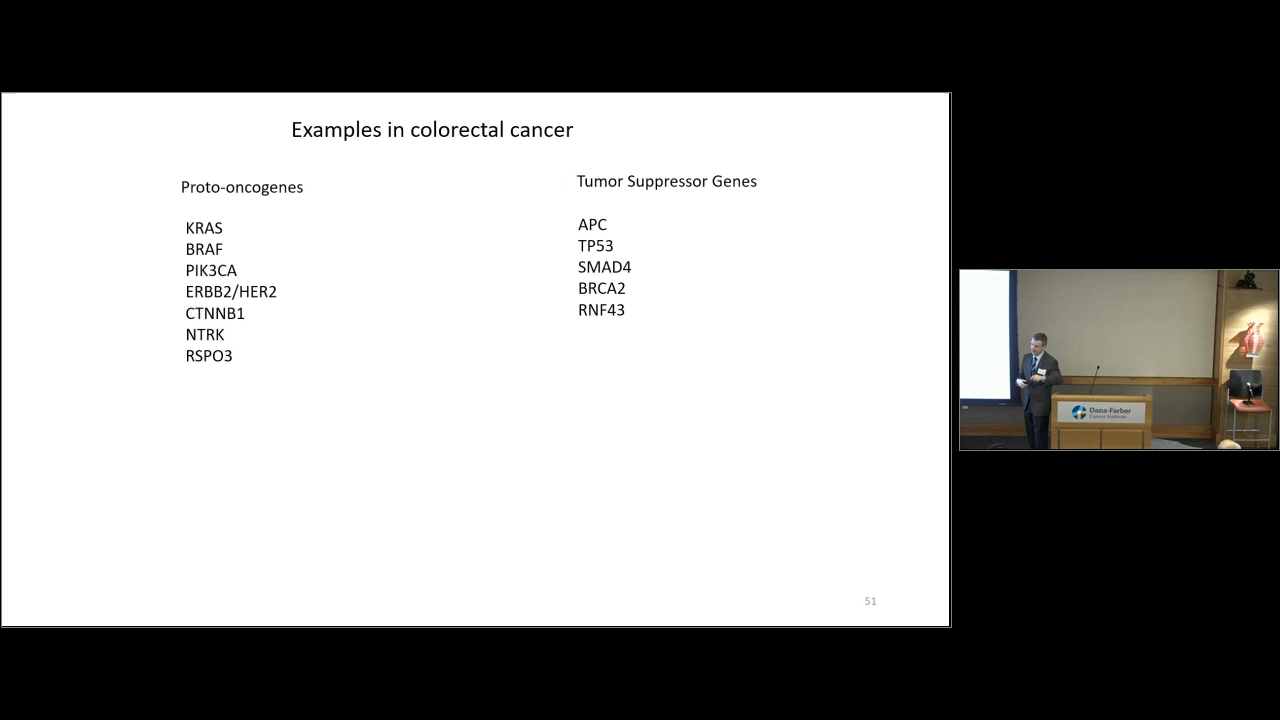 Examples in colorectal cancer
Proto-oncogenes
KRAS
BRAF
PIK3CA
ERBB2/HER2
CTNNB1
NTRK
RSPO3
Tumor Suppressor Genes
APC
TP53
SMAD4
BRCA2
RNF43
51
Dana-Farber
Cancer Institute